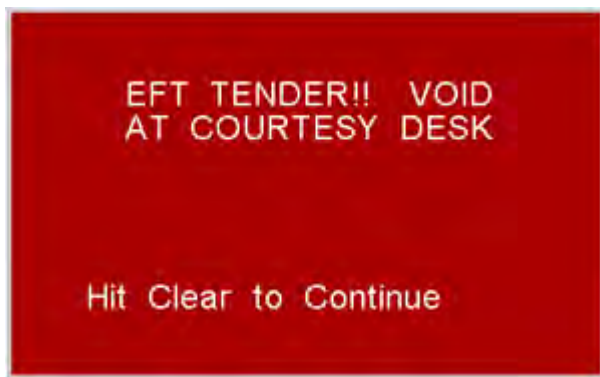 EFT TENDER!! VOID
AT COURTESY DESK
Hit Clear to Continue